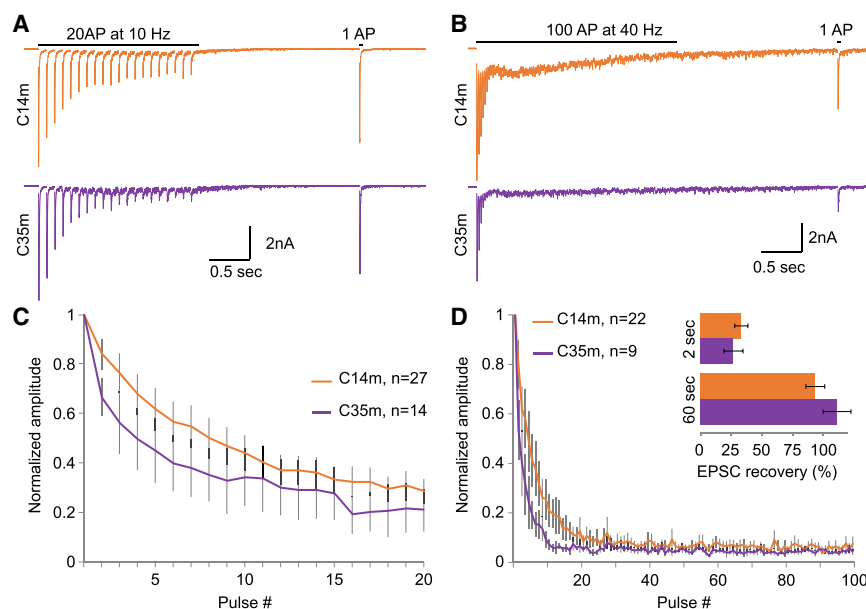 A
B
20AP at 10 Hz
1 AP
100 AP at 40 Hz
1 AP
C14m
C14m
C35m
C35m
2nA
0.5 sec
2nA
0.5 sec
C
Normalized amplitude
1
0.8
0.6
0.4
0.2
0
C14m, n=27
C35m, n=14
5
10
15
20
Pulse #
D
Normalized amplitude
1
0.8
0.6
0.4
0.2
0
C14m, n=22
C35m, n=9
2 sec
60 sec
0
25
50
75
100
EPSC recovery (%)
0
20
40
60
80
100
Pulse #